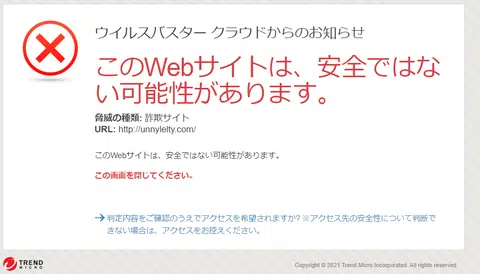 ウイルスバスター クラウドからのお知らせ
このWebサイトは、安全ではな
い可能性があります。
脅威の種類: 詐欺サイト
URL: http://unnylelty.com/
このWebサイトは、安全ではない可能性があります。
この画面を閉じてください。
判定内容をご確認のうえでアクセスを希望されますか? ※アクセス先の安全性について判断で
きない場合は、アクセスをお控えください。
TREND
MICRO
Copyright © 2021 Trend Micro Incorporated. All rights reserved.